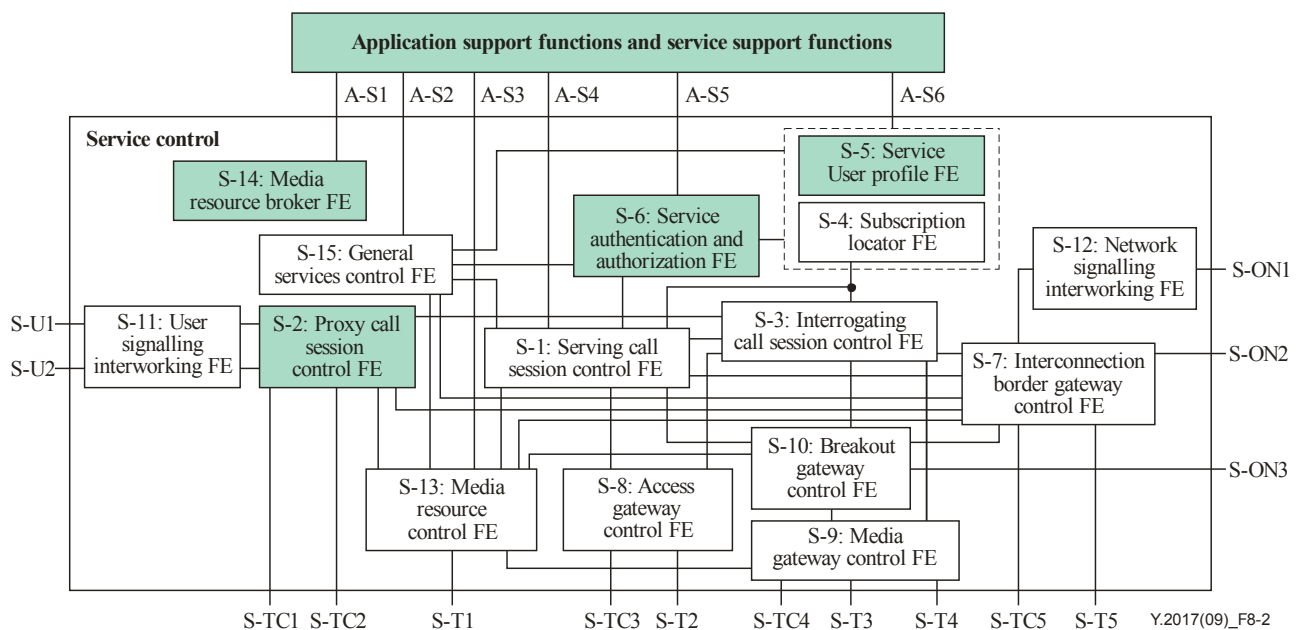 Application support functions and service support functions
A-S1
A-S2
A-S3
A-S4
A-S5
A-S6
Service control
S-5: Service
User profile FE
S-14: Media
resource broker FE
S-6: Service
authentication and
authorization FE
S-4: Subscription
locator FE
S-15: General
services control FE
S-12: Network
signalling
interworking FE
S-ON1
S-U1
S-U2
S-11: User
signalling
interworking FE
S-2: Proxy call
session
control FE
S-1: Serving call
session control FE
S-3: Interrogating
call session control FE
S-7: Interconnection
border gateway
control FE
S-ON2
S-10: Breakout
gateway
control FE
S-ON3
S-13: Media
resource
control FE
S-8: Access
gateway
control FE
S-9: Media
gateway control FE
S-TC1
S-TC2
S-T1
S-TC3
S-T2
S-TC4
S-T3
S-T4
S-TC5
S-T5
Y.2017(09)_F8-2